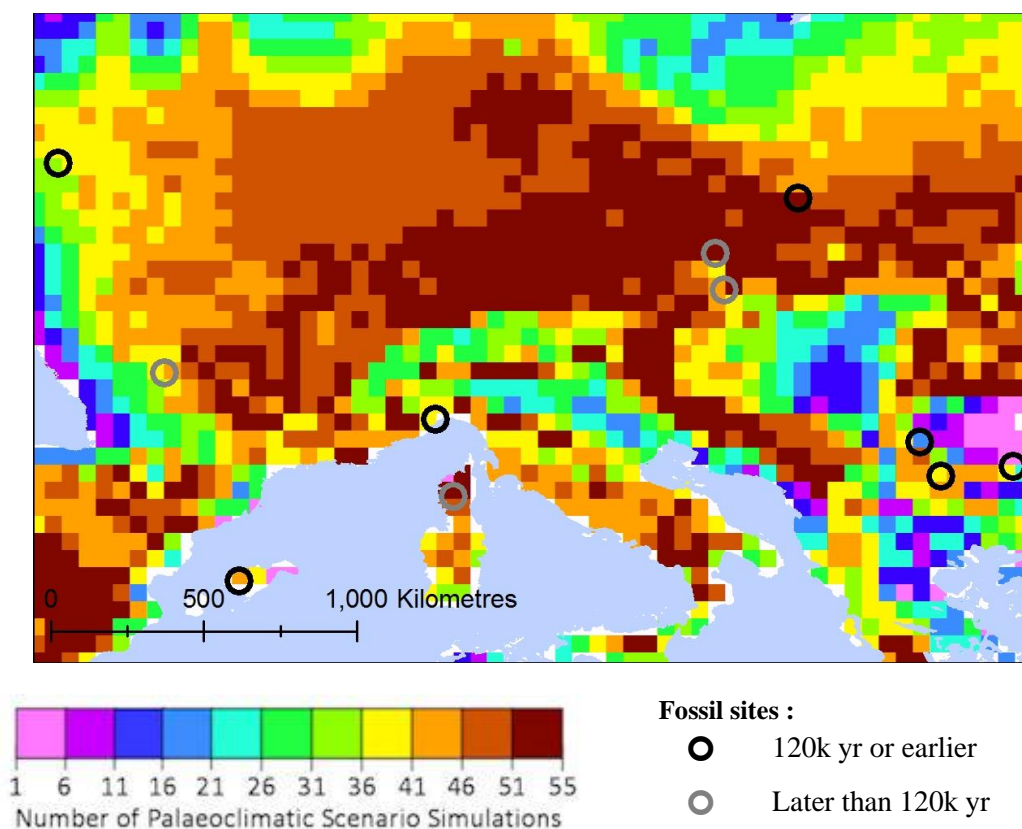 0 500 1,000 Kilometres
Fossil sites :
120k yr or earlier
Later than 120k yr
1 6 11 16 21 26 31 36 41 46 51 55
Number of Palaeoclimatic Scenario Simulations